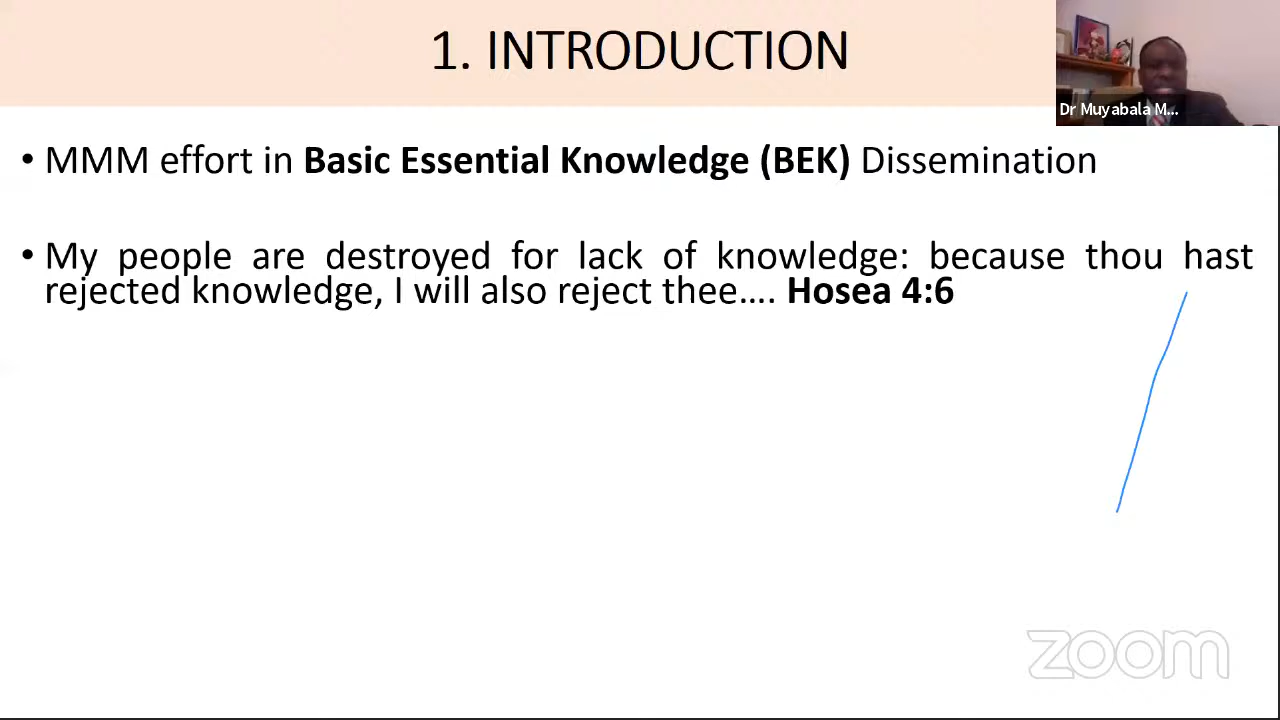 1. INTRODUCTION
Dr Muyabala M...
• MMM effort in Basic Essential Knowledge (BEK) Dissemination
• My people are destroyed for lack of knowledge: because thou hast
rejected knowledge, I will also reject thee.... Hosea 4:6
zoom